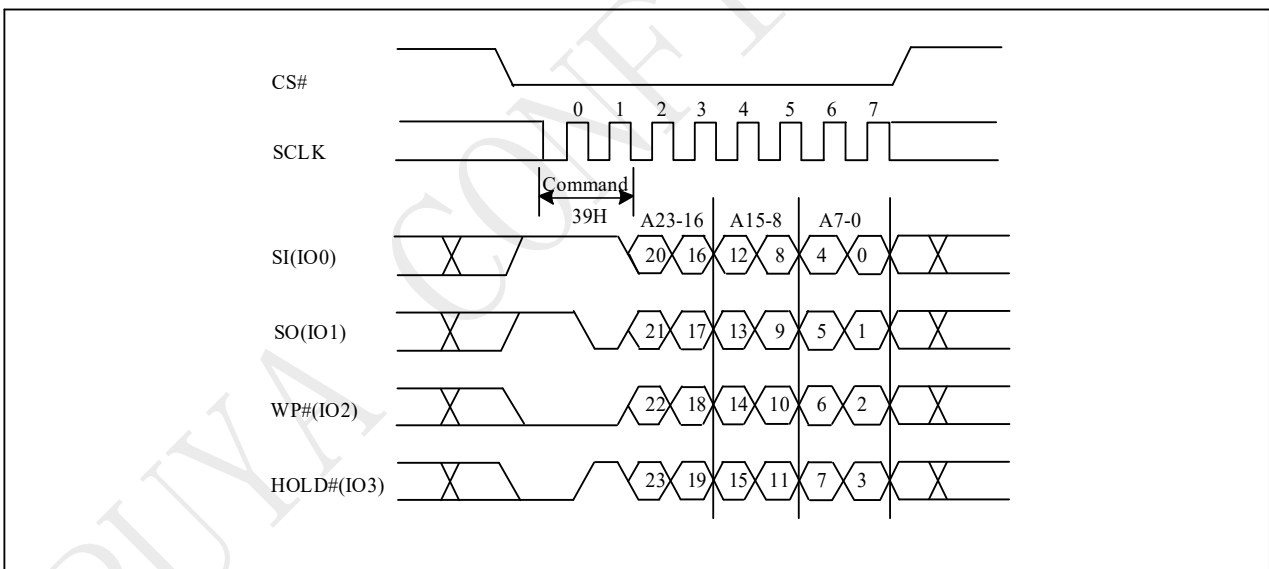 PUYA CONF
CS#
0 1 2 3 4 5 6 7
SCLK
Command
39H
A23-16 A15-8 A7-0
SI(IO0) 20 16 12 8 4 0
SO(IO1) 21 17 13 9 5 1
WP#(IO2) 22 18 14 10 6 2
HOLD#(IO3) 23 19 15 11 7 3